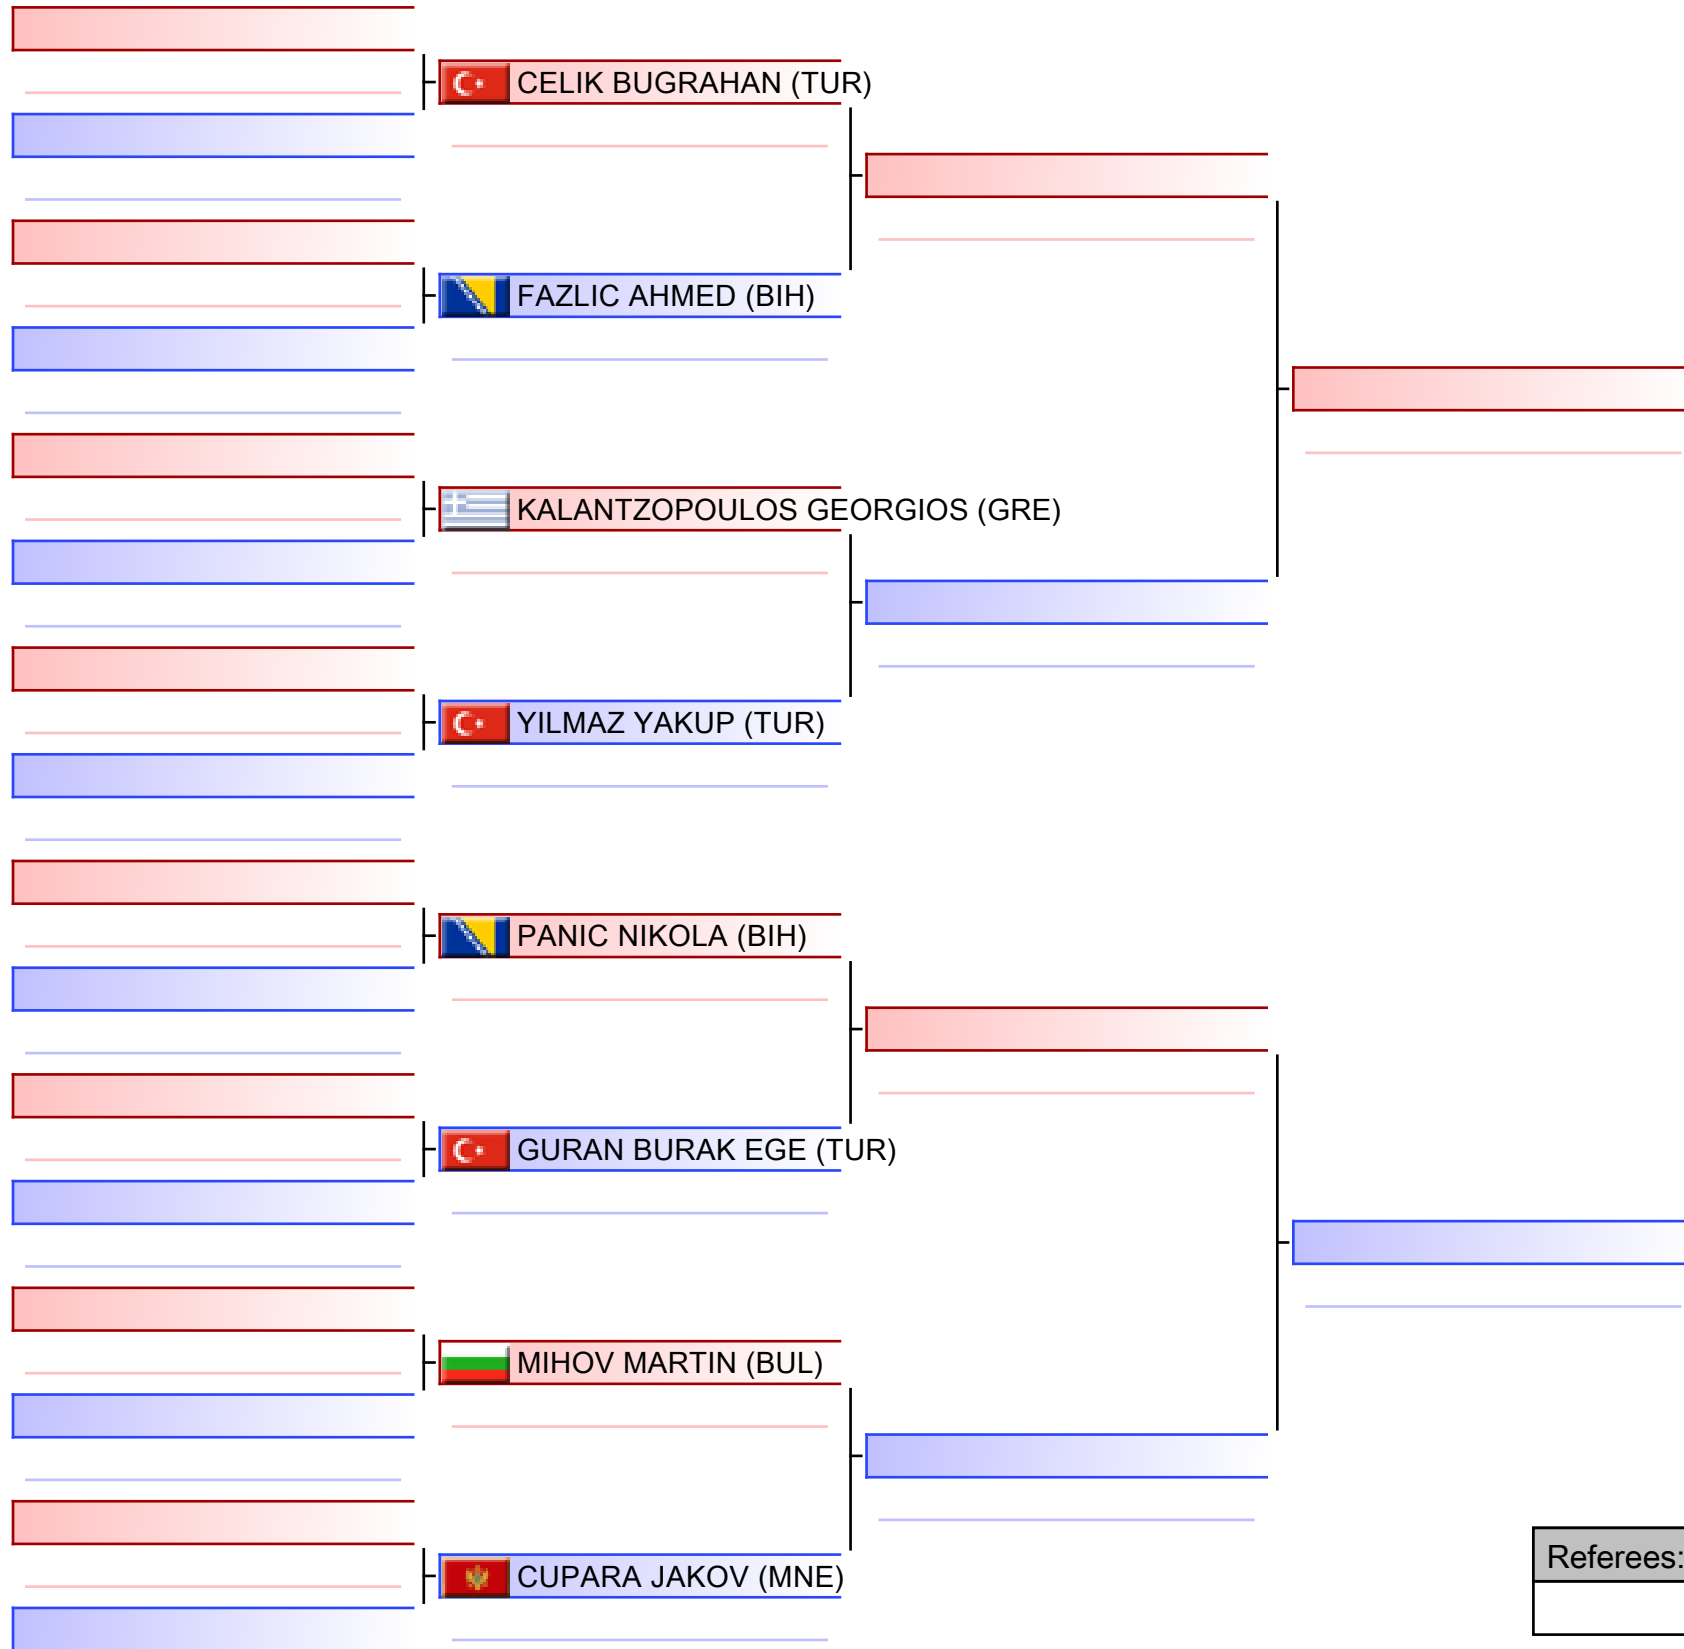 CELIK BUGRAHAN (TUR)
FAZLIC AHMED (BIH)
KALANTZOPOULOS GEORGIOS (GRE)
YILMAZ YAKUP (TUR)
PANIC NIKOLA (BIH)
GURAN BURAK EGE (TUR)
MIHOV MARTIN (BUL)
CUPARA JAKOV (MNE)
Referees: